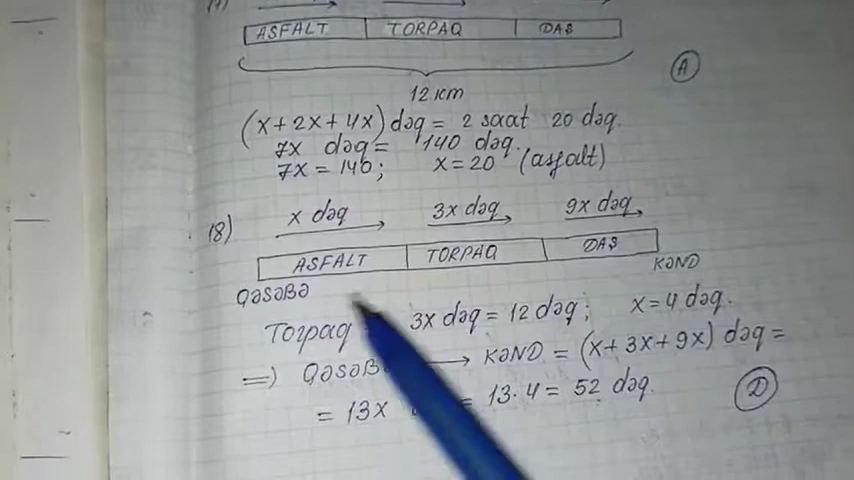 ASFALT TORPAQ DAŞ
12 km
A
(x+2x+4x) dəq = 2 saat 20 dəq.
7x dəq = 140 dəq.
7x = 140; x=20 (asfalt)
18) x dəq 3x dəq 9x dəq
ASFALT TORPAQ DAŞ
QƏSƏBƏ KƏND
Torpaq 3x dəq = 12 dəq; x=4 dəq.
=> QƏSƏBƏ → KƏND = (x+3x+9x) dəq =
= 13x = 13·4 = 52 dəq. D